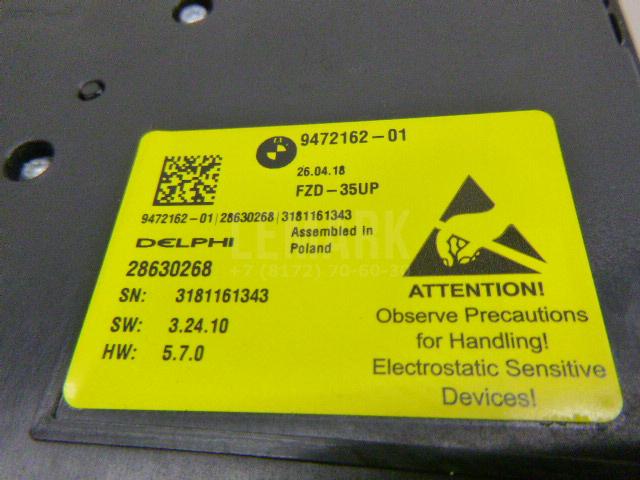 9472162-01
26.04.18
FZD-35UP
9472162-01|28630268|3181161343
DELPHI
Assembled in
Poland
28630268
SN: 3181161343
SW: 3.24.10
HW: 5.7.0
ATTENTION!
Observe Precautions
for Handling!
Electrostatic Sensitive
Devices!